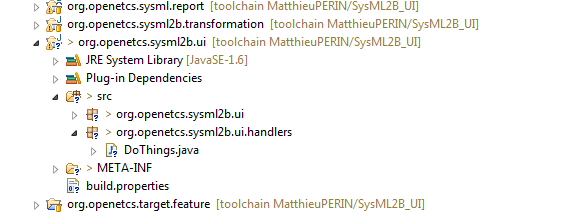 org.openetcs.sysml.report [toolchain MatthieuPERIN/SysML2B_UI]
org.openetcs.sysml2b.transformation [toolchain MatthieuPERIN/SysML2B_UI]
> org.openetcs.sysml2b.ui [toolchain MatthieuPERIN/SysML2B_UI]
JRE System Library [JavaSE-1.6]
Plug-in Dependencies
> src
> org.openetcs.sysml2b.ui
> org.openetcs.sysml2b.ui.handlers
DoThings.java
> META-INF
build.properties
org.openetcs.target.feature [toolchain MatthieuPERIN/SysML2B_UI]